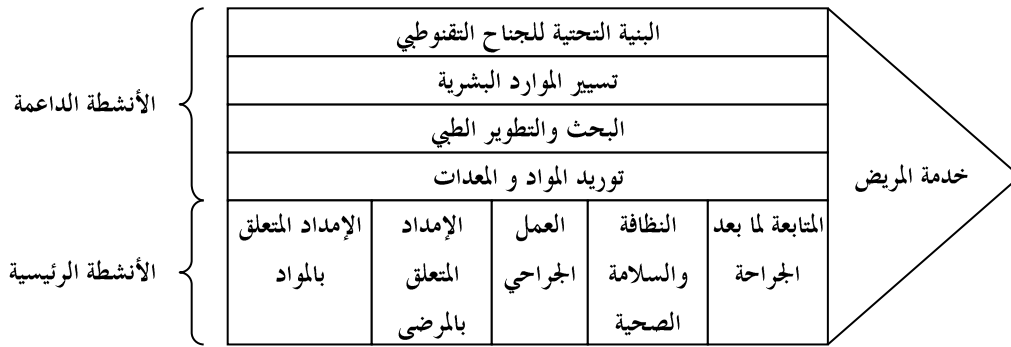 البنية التحتية للجناح التقنوطبي
تسيير الموارد البشرية
الأنشطة الداعمة
البحث والتطوير الطبي
توريد المواد و المعدات
خدمة المريض
المتابعة لما بعد
الجراحة
النظافة
والسلامة
الصحية
العمل
الجراحي
الإمداد
المتعلق
بالمرضى
الإمداد المتعلق
بالمواد
الأنشطة الرئيسية